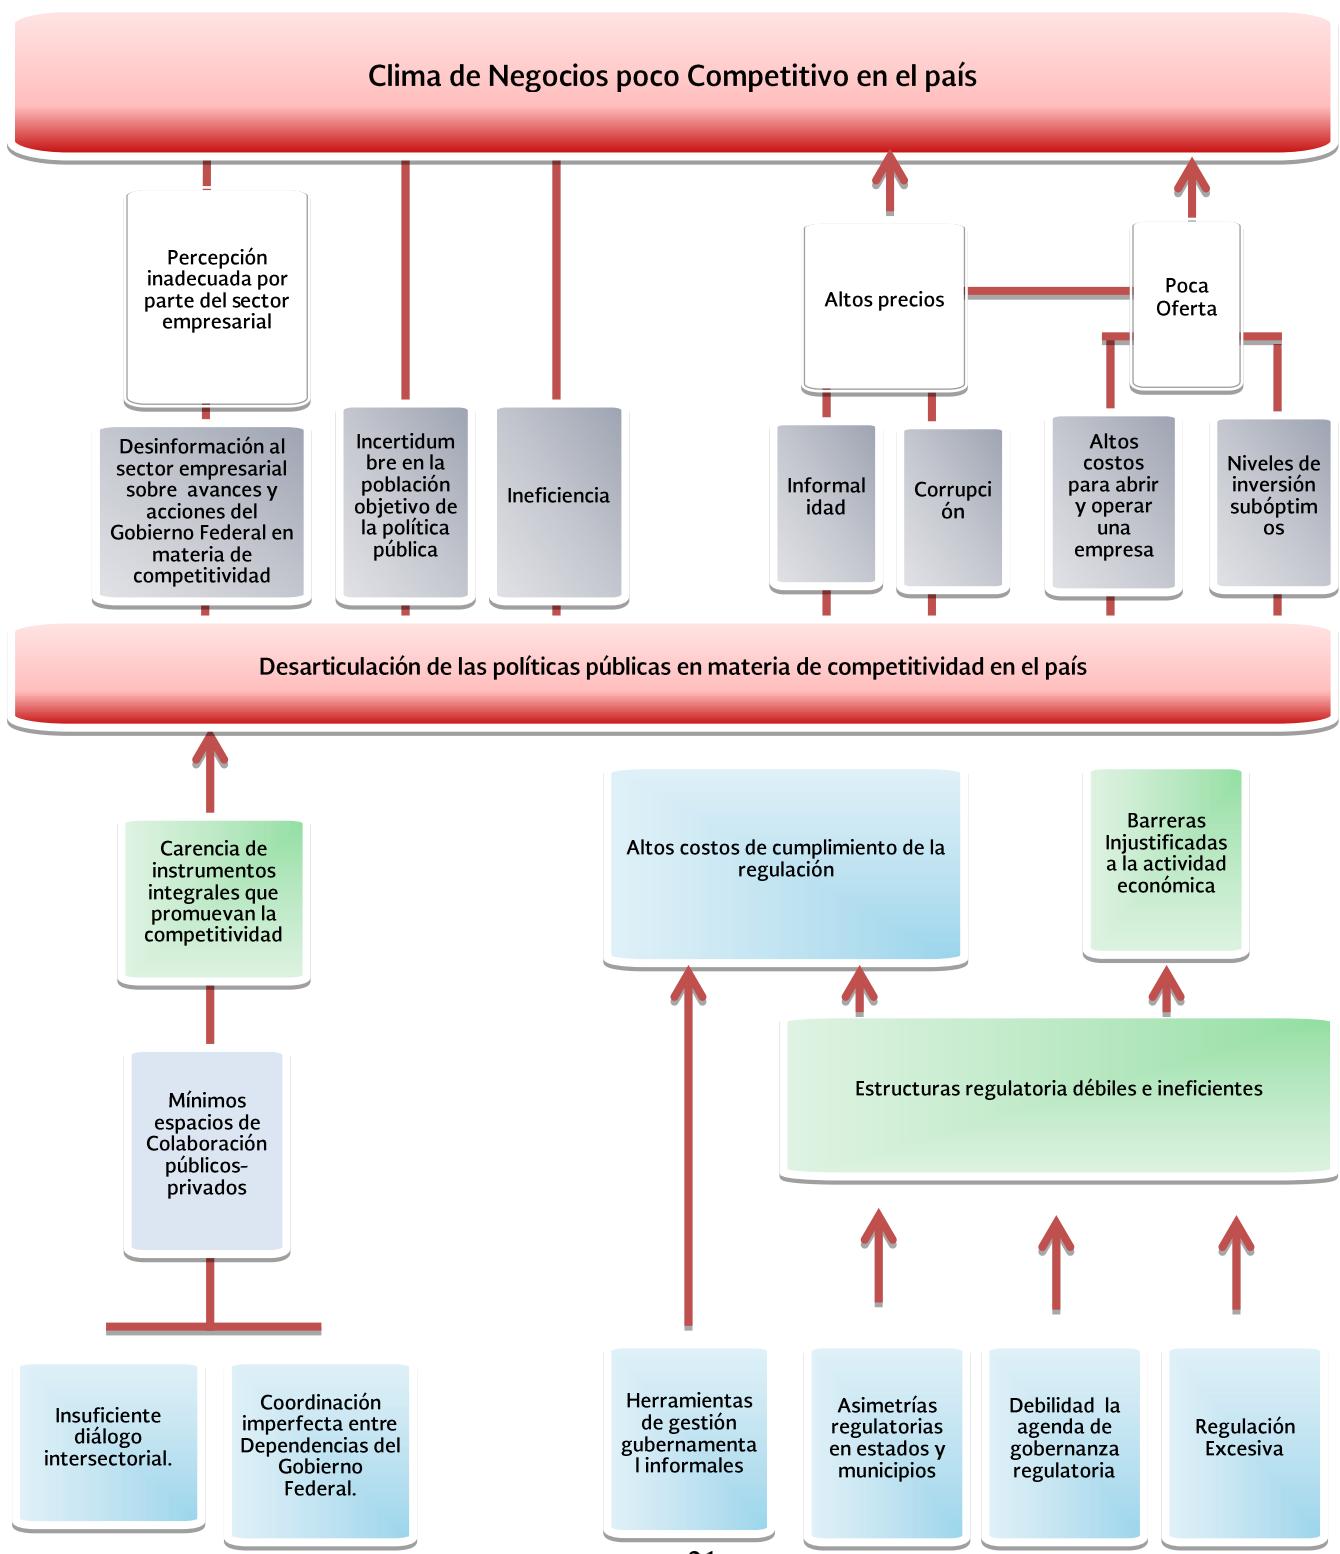 Clima de Negocios poco Competitivo en el país
Percepción
inadecuada por
parte del sector
empresarial
Altos precios
Poca
Oferta
Desinformación al
sector empresarial
sobre avances y
acciones del
Gobierno Federal en
materia de
competitividad
Incertidum
bre en la
población
objetivo de
la política
pública
Ineficiencia
Informal
idad
Corrupci
ón
Altos
costos
para abrir
y operar
una
empresa
Niveles de
inversión
subóptim
os
Desarticulación de las políticas públicas en materia de competitividad en el país
Carencia de
instrumentos
integrales que
promuevan la
competitividad
Altos costos de cumplimiento de la
regulación
Barreras
Injustificadas
a la actividad
económica
Mínimos
espacios de
Colaboración
públicos-
privados
Estructuras regulatoria débiles e ineficientes
Insuficiente
diálogo
intersectorial.
Coordinación
imperfecta entre
Dependencias del
Gobierno
Federal.
Herramientas
de gestión
gubernamenta
l informales
Asimetrías
regulatorias
en estados y
municipios
Debilidad la
agenda de
gobernanza
regulatoria
Regulación
Excesiva